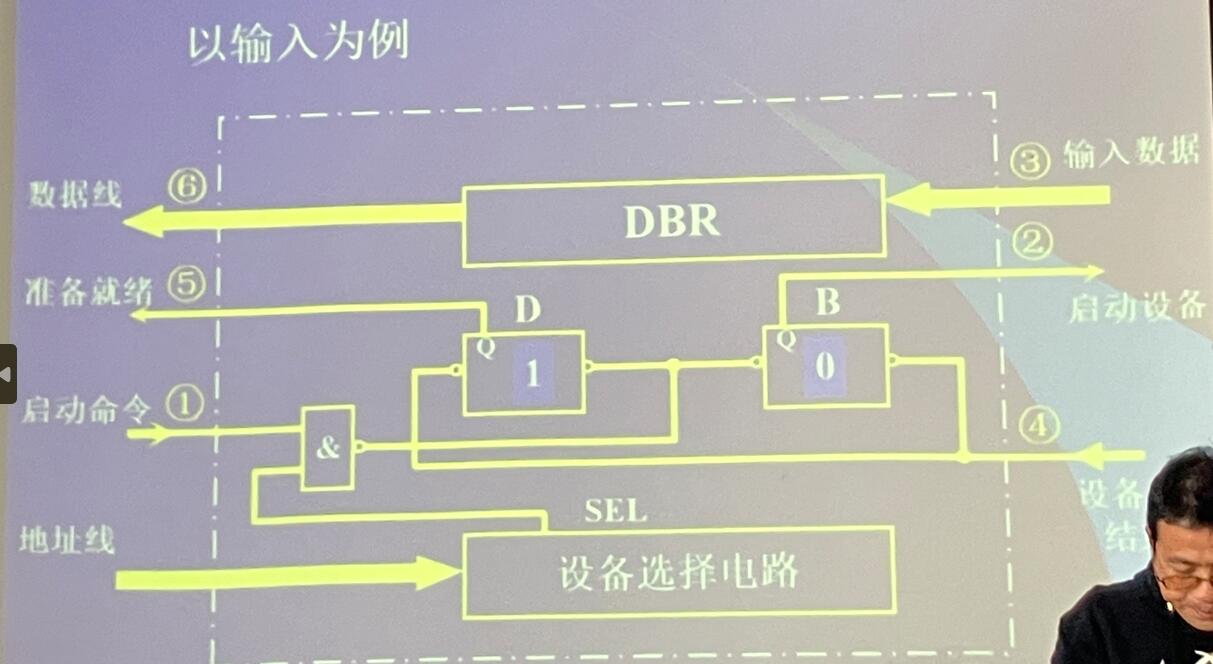 以输入为例
③ 输入数据
数据线 ⑥
DBR
②
准备就绪 ⑤
D
B
启动设备
Q
1
Q
0
启动命令 ①
&
④
设备
结
SEL
地址线
设备选择电路